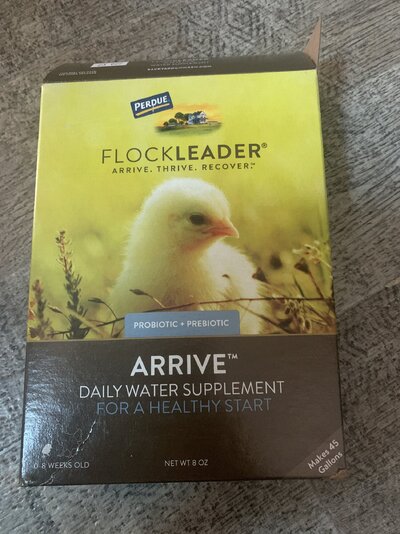 PERDUE
FLOCKLEADER®
ARRIVE. THRIVE. RECOVER.™
PROBIOTIC + PREBIOTIC
ARRIVE™
DAILY WATER SUPPLEMENT
FOR A HEALTHY START
0-8 WEEKS OLD
NET WT 8 OZ
Makes 45
Gallons